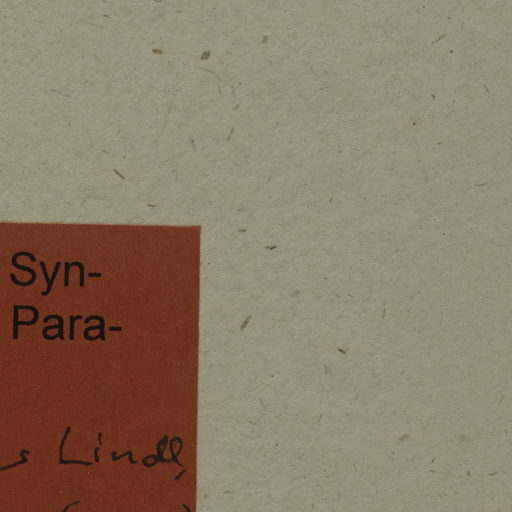 Syn-
Para-
s Lindl,